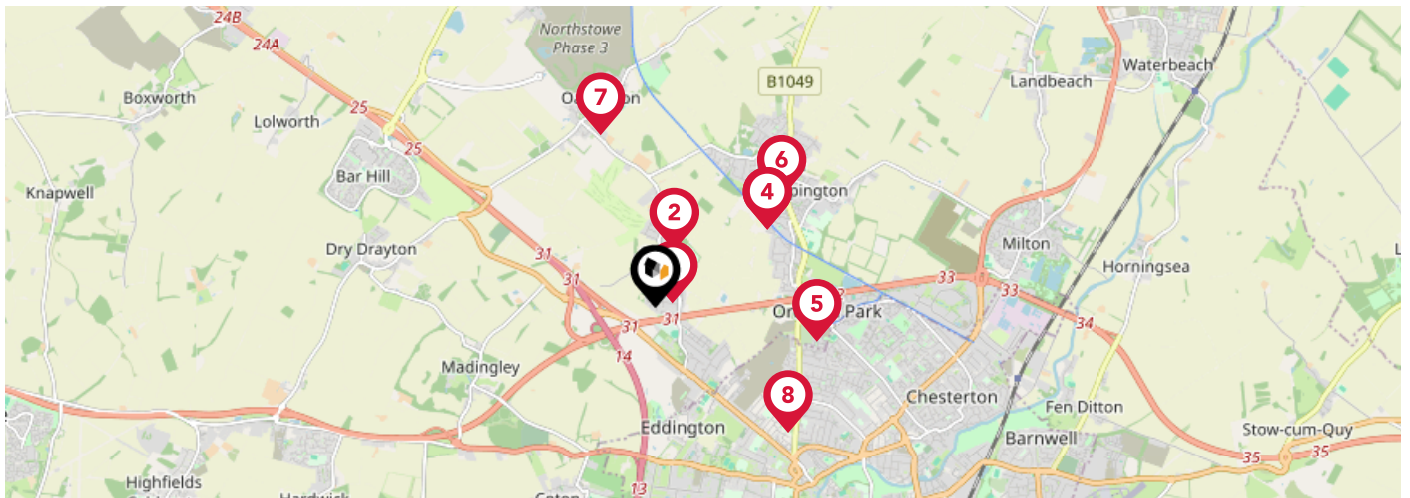 24B
24A
Northstowe
Phase 3
B1049
Waterbeach
Landbeach
Boxworth
7
Lolworth
25
25
6
Bar Hill
4
Knapwell
2
Dry Drayton
31
Milton
Horningsea
31
33
33
5
31
31
34
14
Madingley
8
Chesterton
Eddington
Fen Ditton
Barnwell
Stow-cum-Quy
35
35
Highfields
13